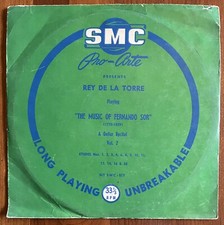 SMC
Pro-Arte
PRESENTS
REY DE LA TORRE
Playing
"THE MUSIC OF FERNANDO SOR"
A Guitar Recital
Vol. 2
LONG PLAYING
33⅓
RPM
UNBREAKABLE